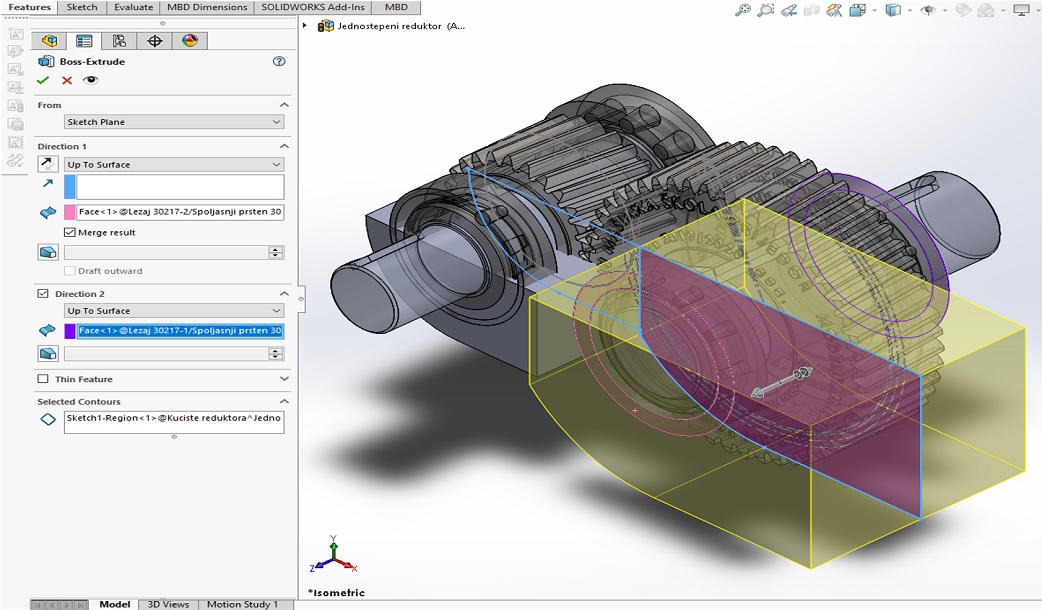 Features Sketch Evaluate MBD Dimensions SOLIDWORKS Add-Ins MBD
Jednostepeni reduktor (A...
Boss-Extrude
From
Sketch Plane
Direction 1
Up To Surface
Face<1>@Lezaj 30217-2/Spoljasnji prsten 30
Merge result
Draft outward
Direction 2
Up To Surface
Face<1>@Lezaj 30217-1/Spoljasnji prsten 30
Thin Feature
Selected Contours
Sketch1-Region<1>@Kuciste reduktora^Jedno
Y
Z
X
*Isometric
Model 3D Views Motion Study 1